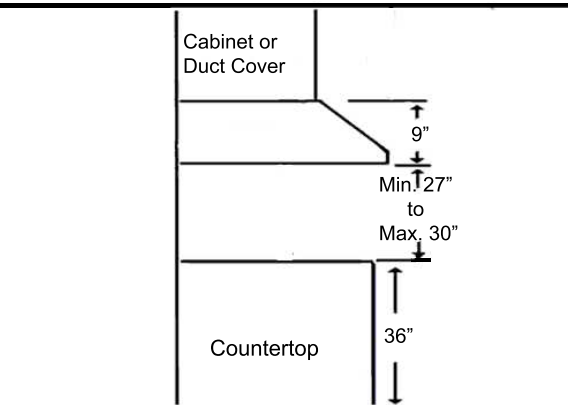 Cabinet or
Duct Cover
9”
Min. 27”
to
Max. 30”
36”
Countertop